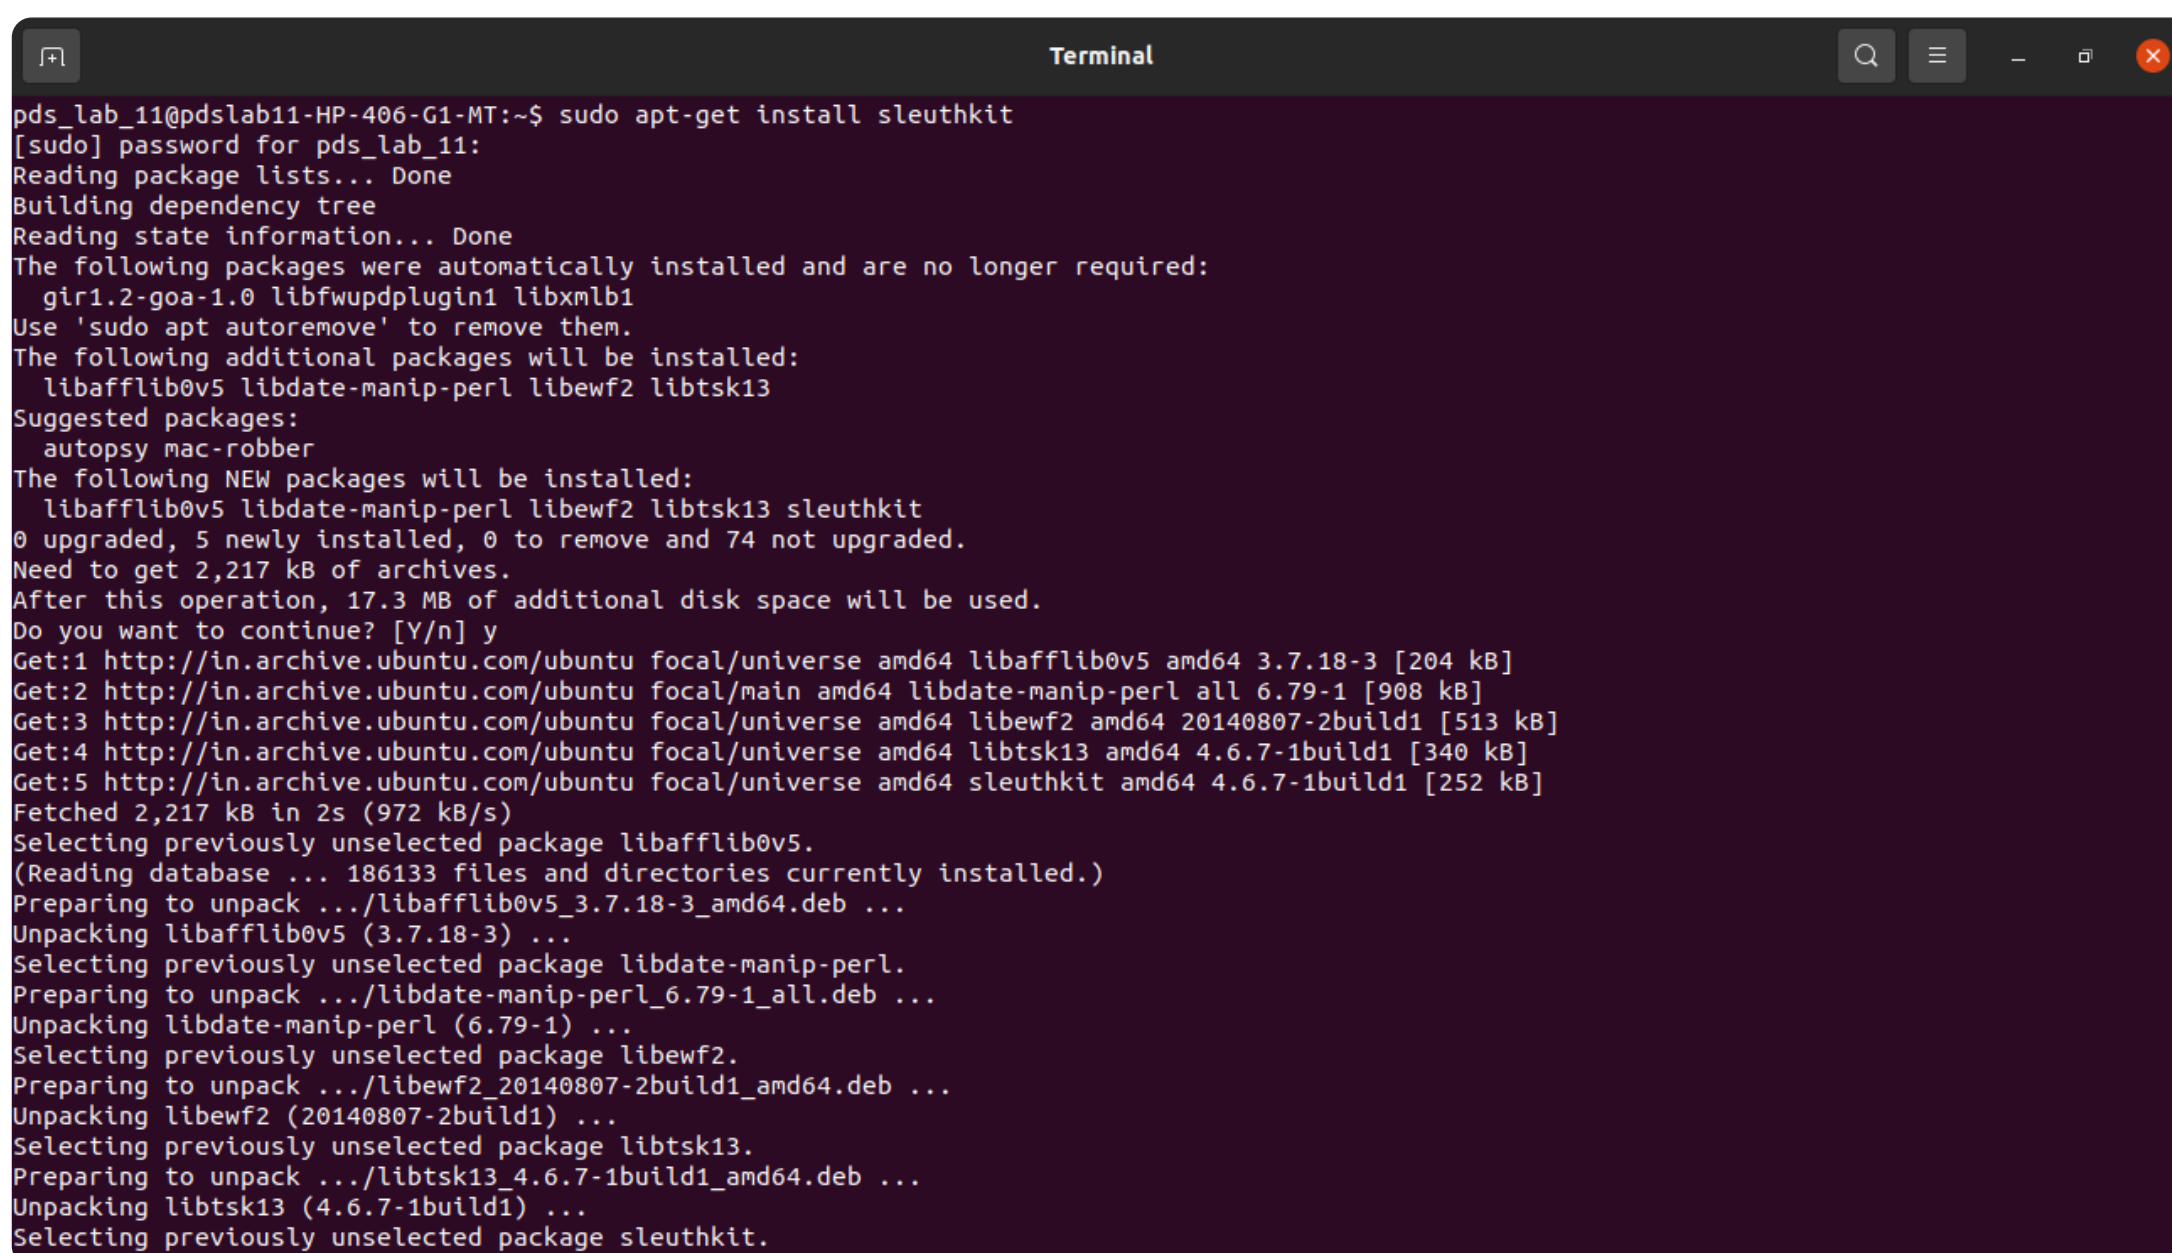 Terminal
pds_lab_11@pdslab11-HP-406-G1-MT:~$ sudo apt-get install sleuthkit
[sudo] password for pds_lab_11:
Reading package lists... Done
Building dependency tree
Reading state information... Done
The following packages were automatically installed and are no longer required:
  gir1.2-goa-1.0 libfwupdplugin1 libxmlb1
Use 'sudo apt autoremove' to remove them.
The following additional packages will be installed:
  libafflib0v5 libdate-manip-perl libewf2 libtsk13
Suggested packages:
  autopsy mac-robber
The following NEW packages will be installed:
  libafflib0v5 libdate-manip-perl libewf2 libtsk13 sleuthkit
0 upgraded, 5 newly installed, 0 to remove and 74 not upgraded.
Need to get 2,217 kB of archives.
After this operation, 17.3 MB of additional disk space will be used.
Do you want to continue? [Y/n] y
Get:1 http://in.archive.ubuntu.com/ubuntu focal/universe amd64 libafflib0v5 amd64 3.7.18-3 [204 kB]
Get:2 http://in.archive.ubuntu.com/ubuntu focal/main amd64 libdate-manip-perl all 6.79-1 [908 kB]
Get:3 http://in.archive.ubuntu.com/ubuntu focal/universe amd64 libewf2 amd64 20140807-2build1 [513 kB]
Get:4 http://in.archive.ubuntu.com/ubuntu focal/universe amd64 libtsk13 amd64 4.6.7-1build1 [340 kB]
Get:5 http://in.archive.ubuntu.com/ubuntu focal/universe amd64 sleuthkit amd64 4.6.7-1build1 [252 kB]
Fetched 2,217 kB in 2s (972 kB/s)
Selecting previously unselected package libafflib0v5.
(Reading database ... 186133 files and directories currently installed.)
Preparing to unpack .../libafflib0v5_3.7.18-3_amd64.deb ...
Unpacking libafflib0v5 (3.7.18-3) ...
Selecting previously unselected package libdate-manip-perl.
Preparing to unpack .../libdate-manip-perl_6.79-1_all.deb ...
Unpacking libdate-manip-perl (6.79-1) ...
Selecting previously unselected package libewf2.
Preparing to unpack .../libewf2_20140807-2build1_amd64.deb ...
Unpacking libewf2 (20140807-2build1) ...
Selecting previously unselected package libtsk13.
Preparing to unpack .../libtsk13_4.6.7-1build1_amd64.deb ...
Unpacking libtsk13 (4.6.7-1build1) ...
Selecting previously unselected package sleuthkit.